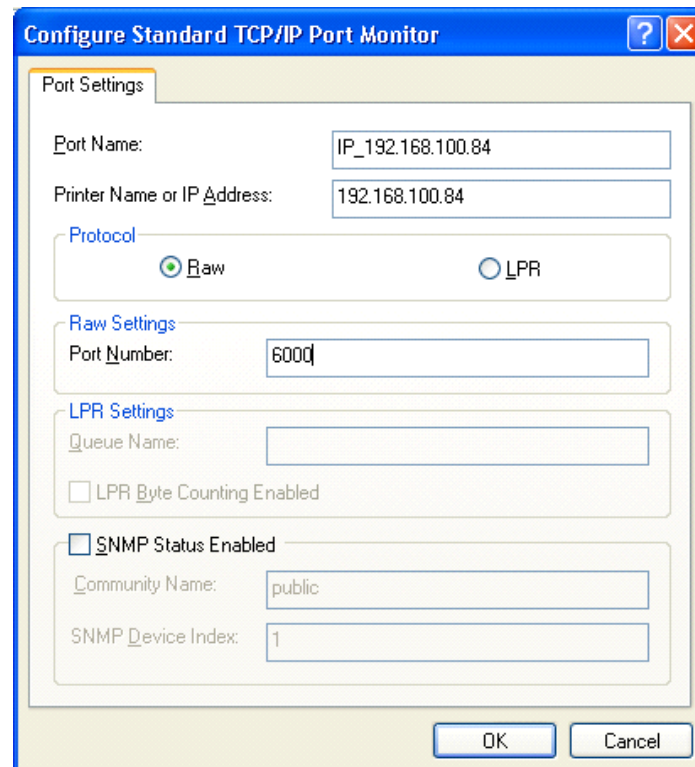 Configure Standard TCP/IP Port Monitor
Port Settings
Port Name: IP_192.168.100.84
Printer Name or IP Address: 192.168.100.84
Protocol
Raw LPR
Raw Settings
Port Number: 6000
LPR Settings
Queue Name:
LPR Byte Counting Enabled
SNMP Status Enabled
Community Name: public
SNMP Device Index: 1
OK Cancel